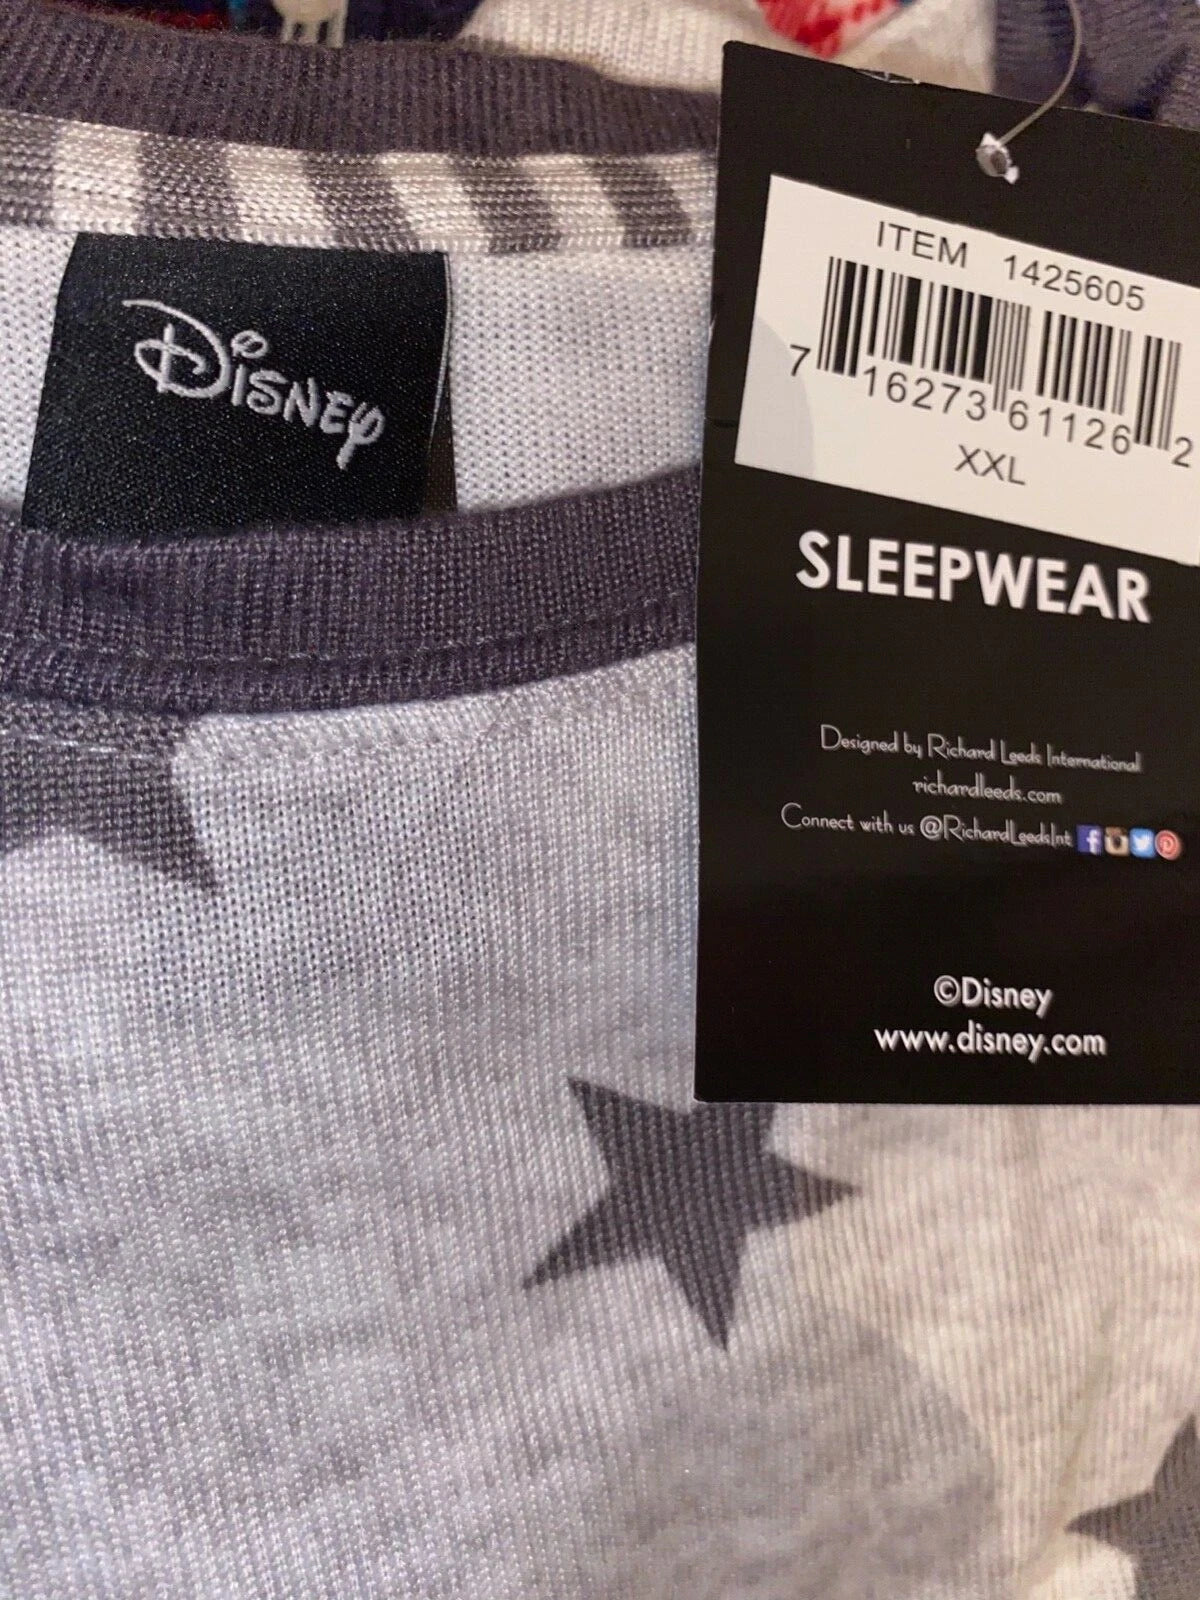 Disney
ITEM 1425605
7 16273 61126 2
XXL
SLEEPWEAR
Designed by Richard Leeds International
richardleeds.com
Connect with us @RichardLeedsInt
©Disney
www.disney.com